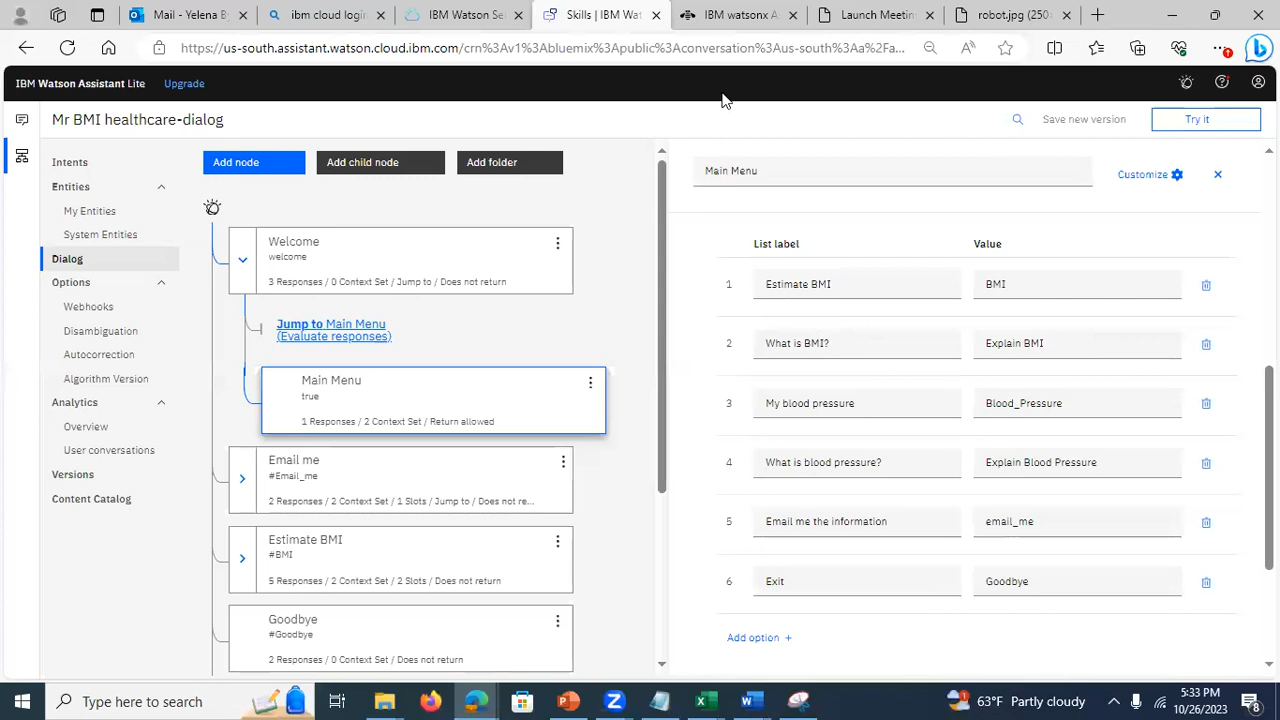 Mail - Yelena B
ibm cloud login
IBM Watson Se
Skills | IBM Wat
IBM watsonx A
Launch Meetin
robot.jpg (250×
https://us-south.assistant.watson.cloud.ibm.com/crn%3Av1%3Abluemix%3Apublic%3Aconversation%3Aus-south%3Aa%2Fa...
IBM Watson Assistant Lite
Upgrade
Mr BMI healthcare-dialog
Save new version
Try it
Intents
Entities
My Entities
System Entities
Dialog
Options
Webhooks
Disambiguation
Autocorrection
Algorithm Version
Analytics
Overview
User conversations
Versions
Content Catalog
Add node
Add child node
Add folder
Welcome
welcome
3 Responses / 0 Context Set / Jump to / Does not return
Jump to Main Menu
(Evaluate responses)
Main Menu
true
1 Responses / 2 Context Set / Return allowed
Email me
#Email_me
2 Responses / 2 Context Set / 1 Slots / Jump to / Does not re...
Estimate BMI
#BMI
5 Responses / 2 Context Set / 2 Slots / Does not return
Goodbye
#Goodbye
2 Responses / 0 Context Set / Does not return
Main Menu
Customize
List label
Value
1 Estimate BMI BMI
2 What is BMI? Explain BMI
3 My blood pressure Blood_Pressure
4 What is blood pressure? Explain Blood Pressure
5 Email me the information email_me
6 Exit Goodbye
Add option +
Type here to search
63°F Partly cloudy
5:33 PM
10/26/2023
8